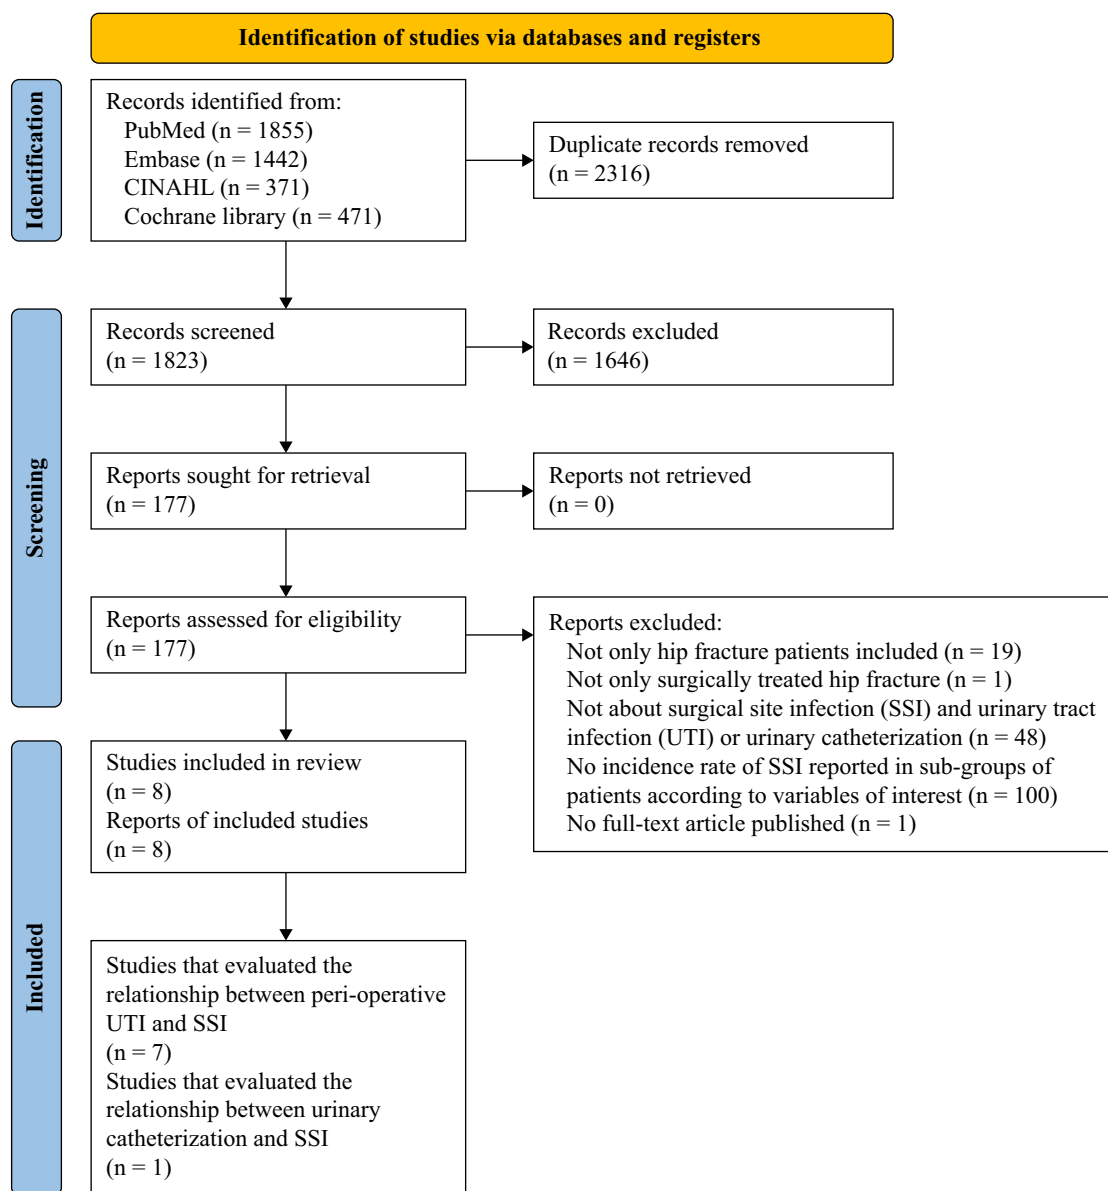 Identification of studies via databases and registers
Identification
Records identified from:
PubMed (n = 1855)
Embase (n = 1442)
CINAHL (n = 371)
Cochrane library (n = 471)
Duplicate records removed
(n = 2316)
Screening
Records screened
(n = 1823)
Records excluded
(n = 1646)
Reports sought for retrieval
(n = 177)
Reports not retrieved
(n = 0)
Reports assessed for eligibility
(n = 177)
Reports excluded:
Not only hip fracture patients included (n = 19)
Not only surgically treated hip fracture (n = 1)
Not about surgical site infection (SSI) and urinary tract
infection (UTI) or urinary catheterization (n = 48)
No incidence rate of SSI reported in sub-groups of
patients according to variables of interest (n = 100)
No full-text article published (n = 1)
Included
Studies included in review
(n = 8)
Reports of included studies
(n = 8)
Studies that evaluated the
relationship between peri-operative
UTI and SSI
(n = 7)
Studies that evaluated the
relationship between urinary
catheterization and SSI
(n = 1)